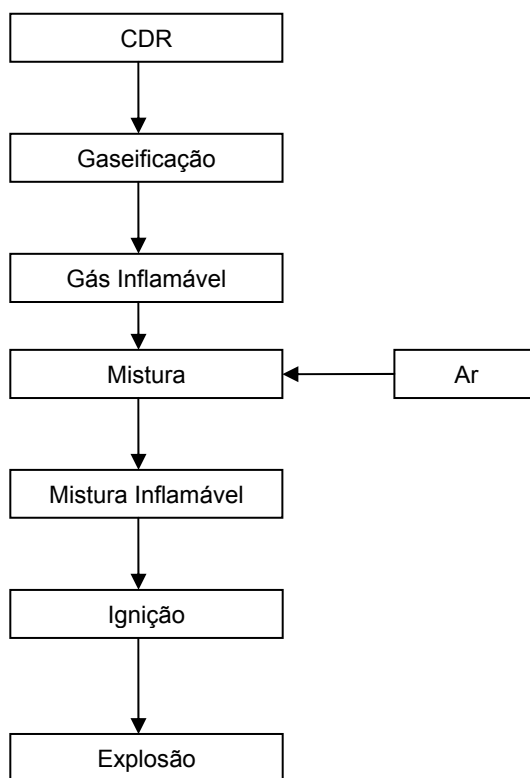 CDR
Gaseificação
Gás Inflamável
Mistura
Ar
Mistura Inflamável
Ignição
Explosão